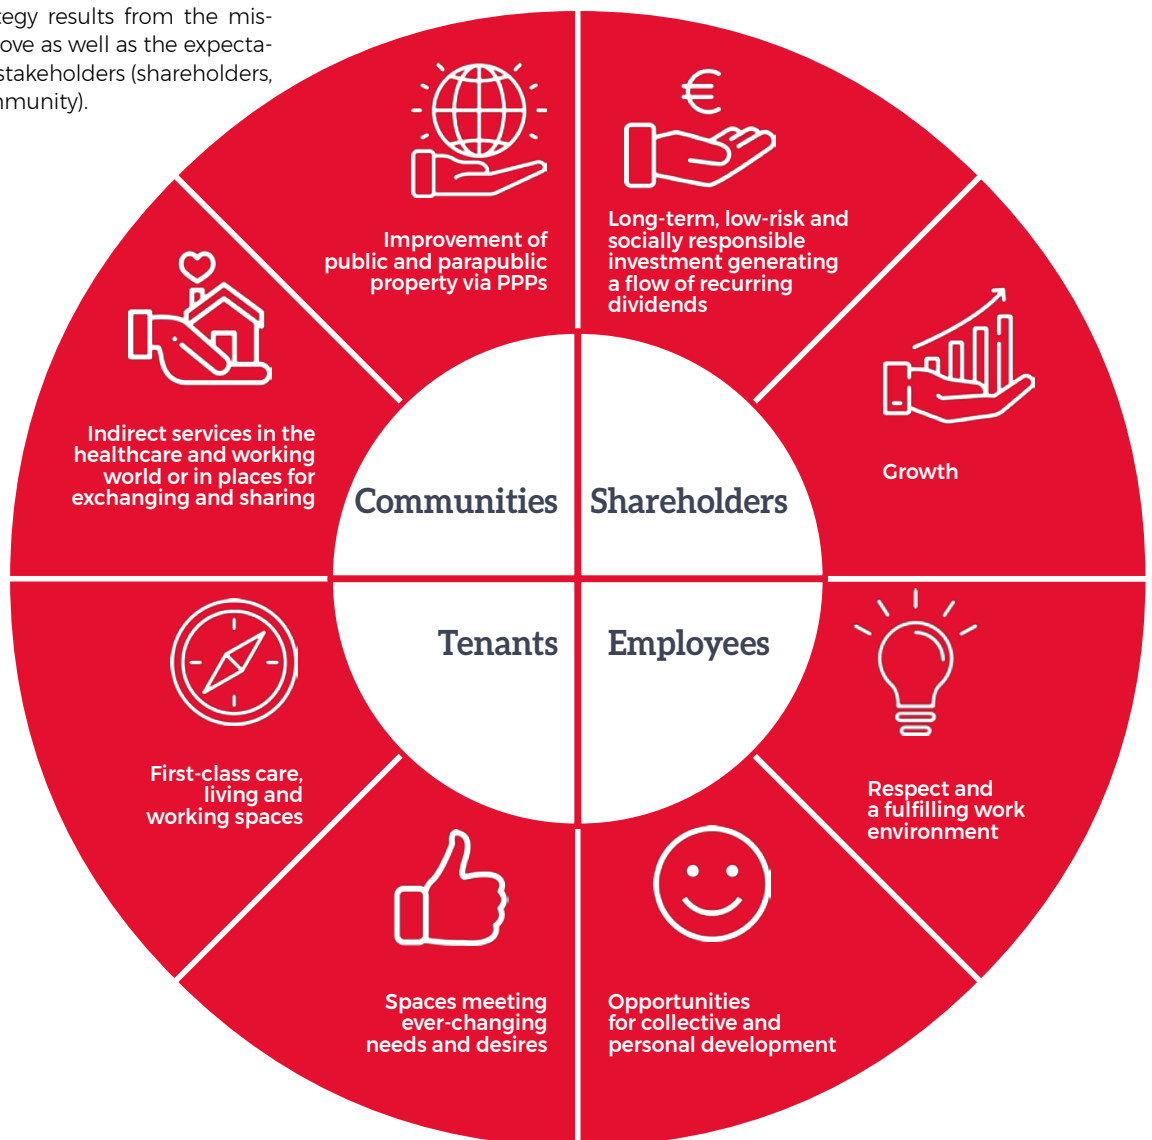 tegy results from the mis-
ove as well as the expecta-
stakeholders (shareholders,
mmunity).
Improvement of
public and parapublic
property via PPPs
€
Long-term, low-risk and
socially responsible
investment generating
a flow of recurring
dividends
Indirect services in the
healthcare and working
world or in places for
exchanging and sharing
Growth
Communities
Shareholders
Tenants
Employees
First-class care,
living and
working spaces
Respect and
a fulfilling work
environment
Spaces meeting
ever-changing
needs and desires
Opportunities
for collective and
personal development